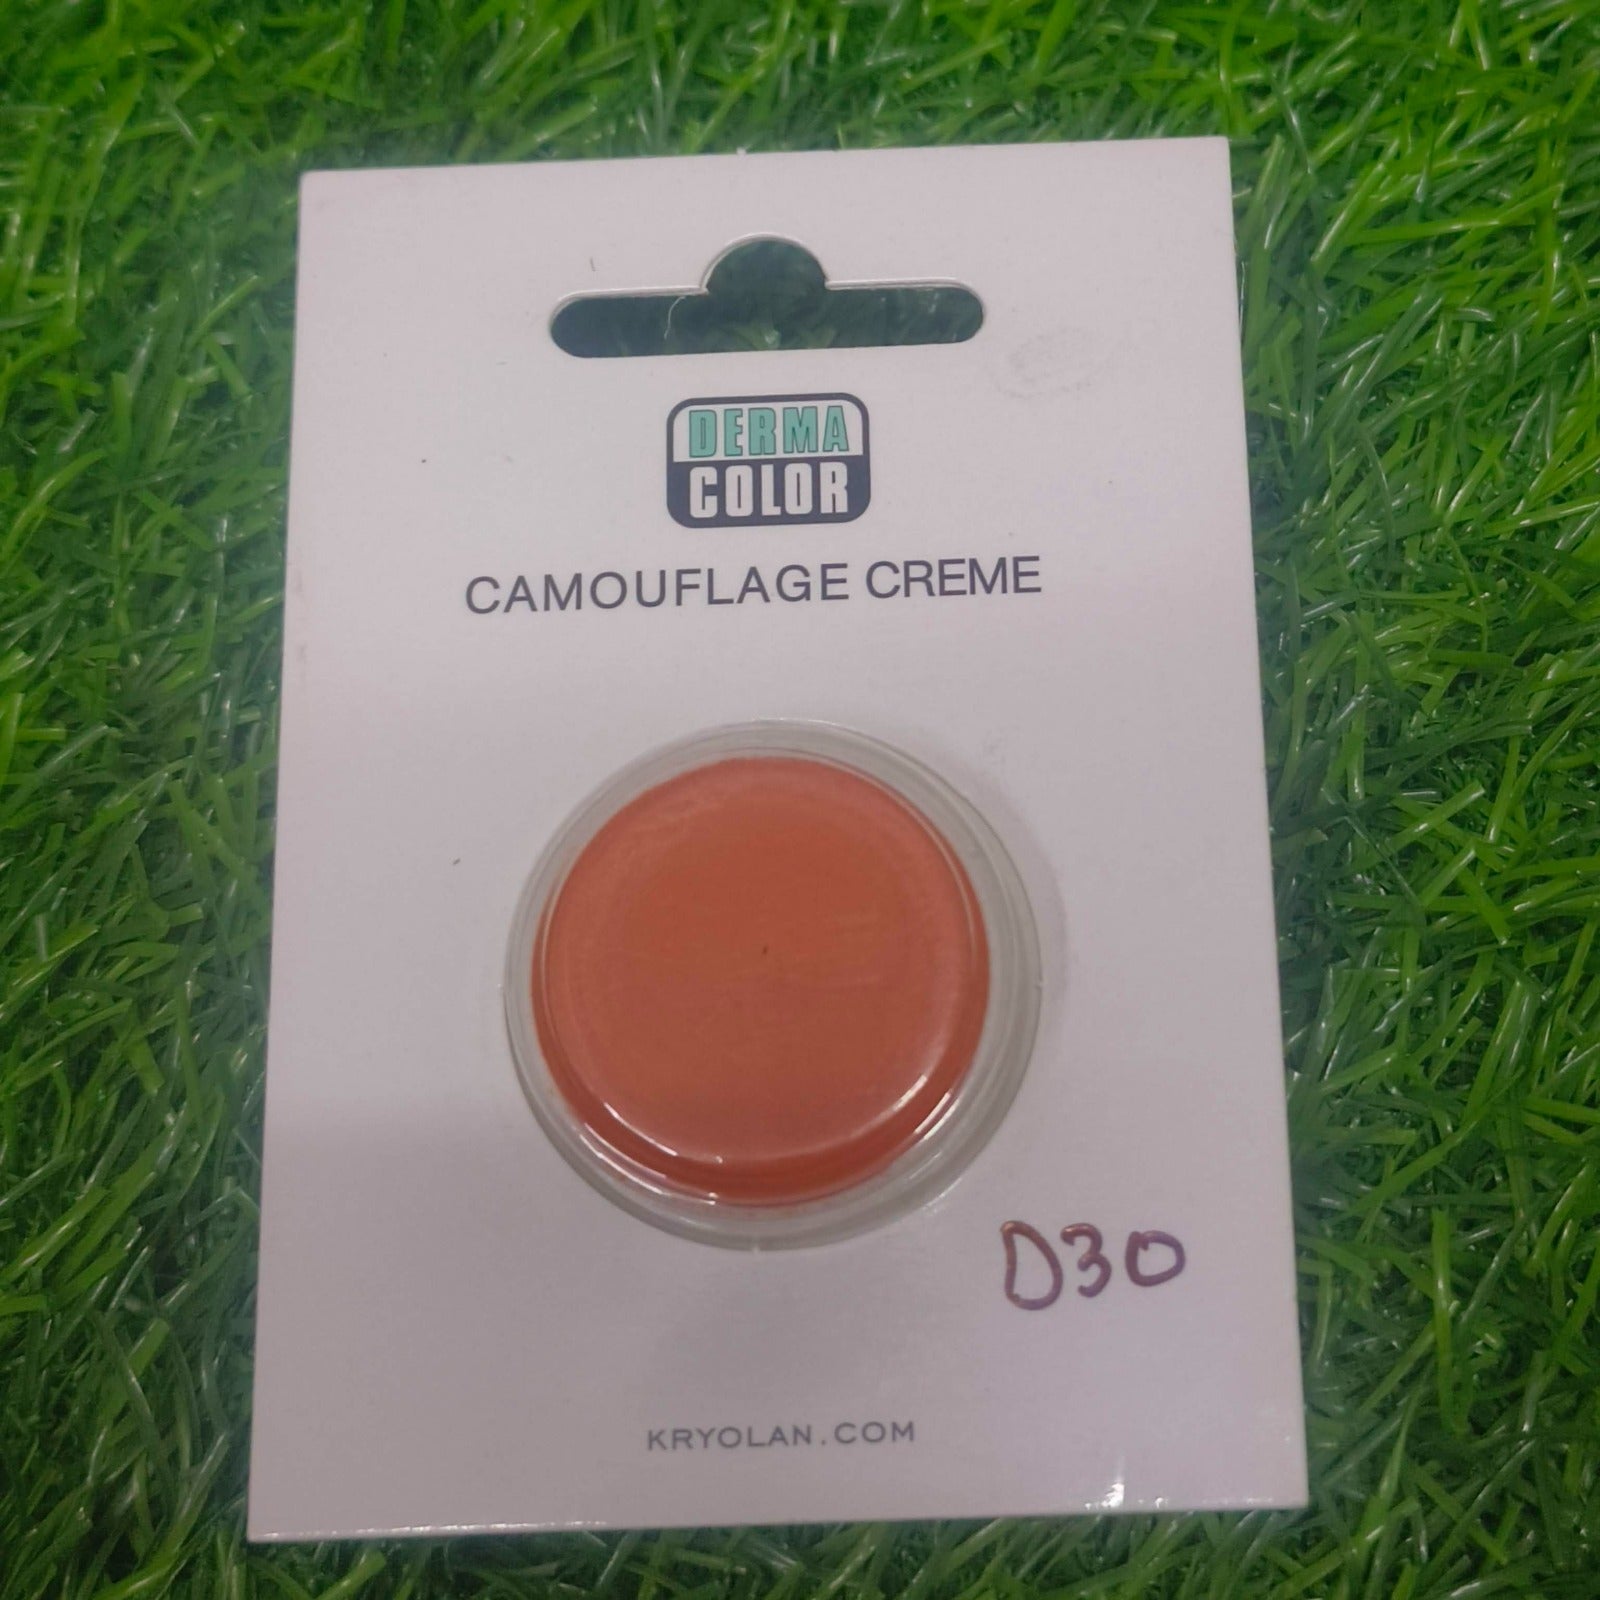 DERMA
COLOR
CAMOUFLAGE CREME
D30
KRYOLAN.COM